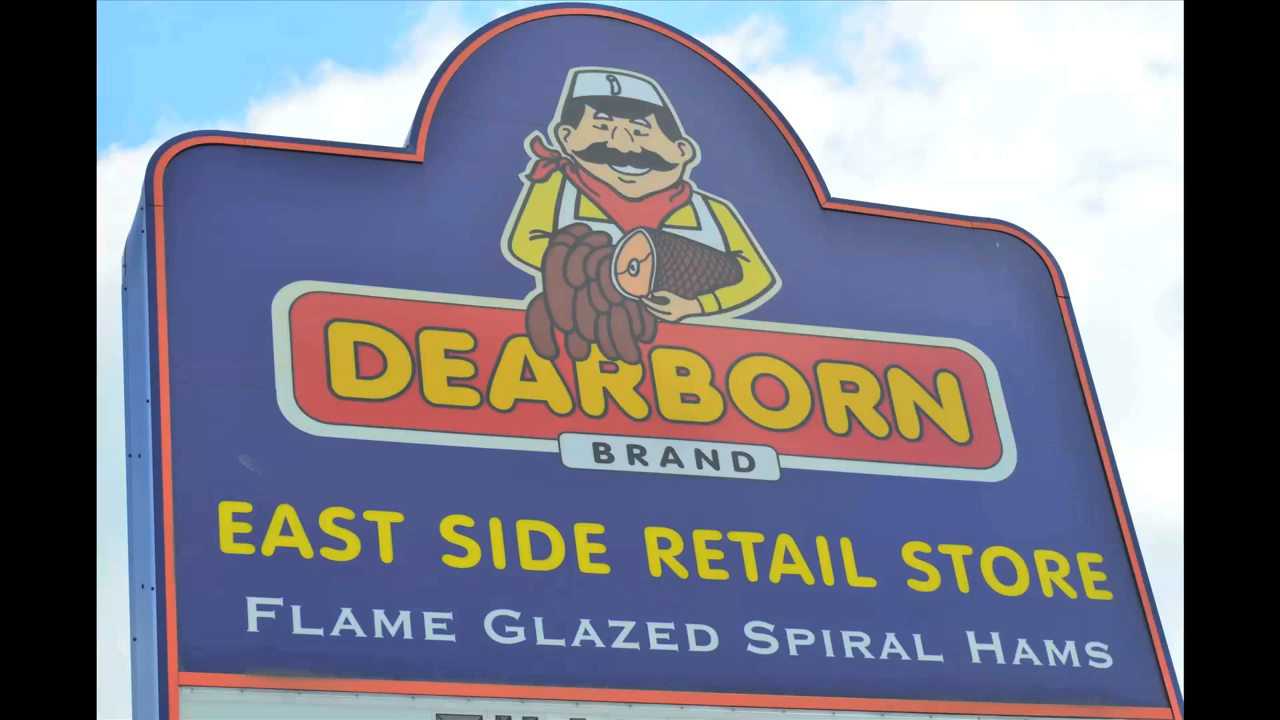 D
DEARBORN
BRAND
EAST SIDE RETAIL STORE
FLAME GLAZED SPIRAL HAMS